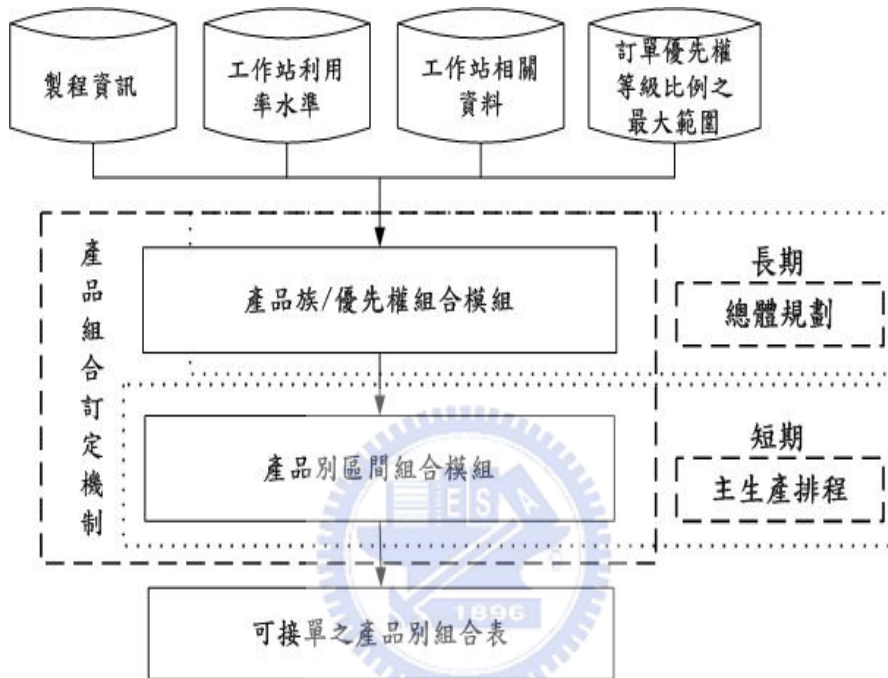 製程資訊
工作站利用
率水準
工作站相關
資料
訂單優先權
等級比例之
最大範圍
產品組合訂定機制
產品族/優先權組合模組
長期
總體規劃
產品別區間組合模組
短期
主生產排程
ESA
1896
可接單之產品別組合表